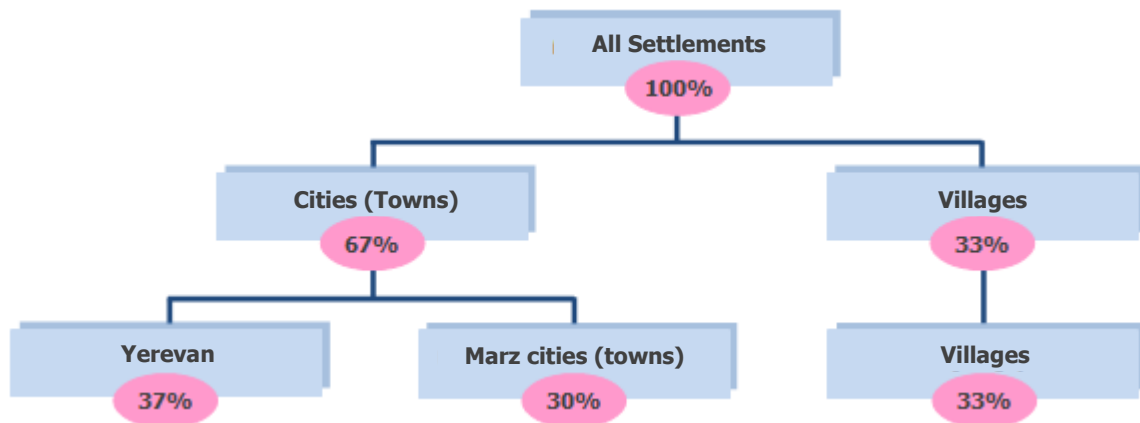 All Settlements
100%
Cities (Towns)
67%
Villages
33%
Yerevan
37%
Marz cities (towns)
30%
Villages
33%